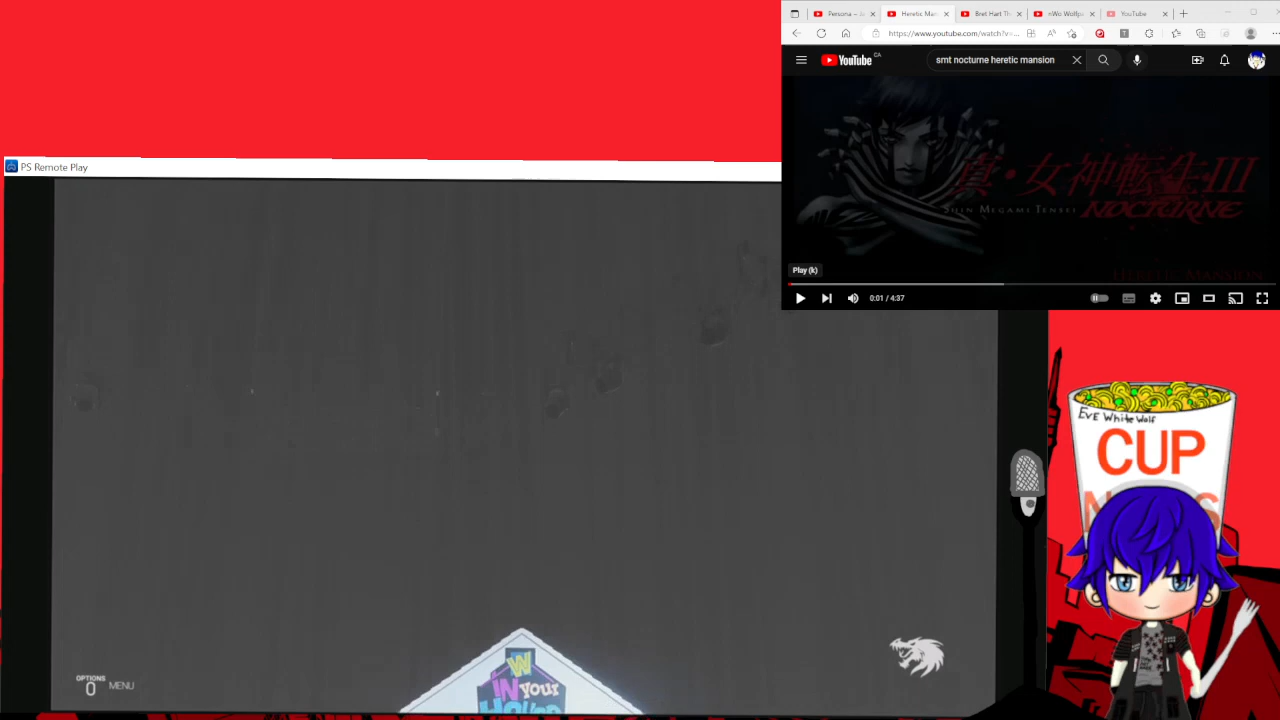 Persona – Jo
Heretic Man
Bret Hart Th
nWo Wolfpa
YouTube
https://www.youtube.com/watch?v=...
YouTube CA
smt nocturne heretic mansion
真・女神転生III
SHIN MEGAMI TENSEI NOCTURNE
HERETIC MANSION
Play (k)
0:01 / 4:37
PS Remote Play
EVE White Wolf
CUP
W
IN your
HOUSE
OPTIONS
MENU